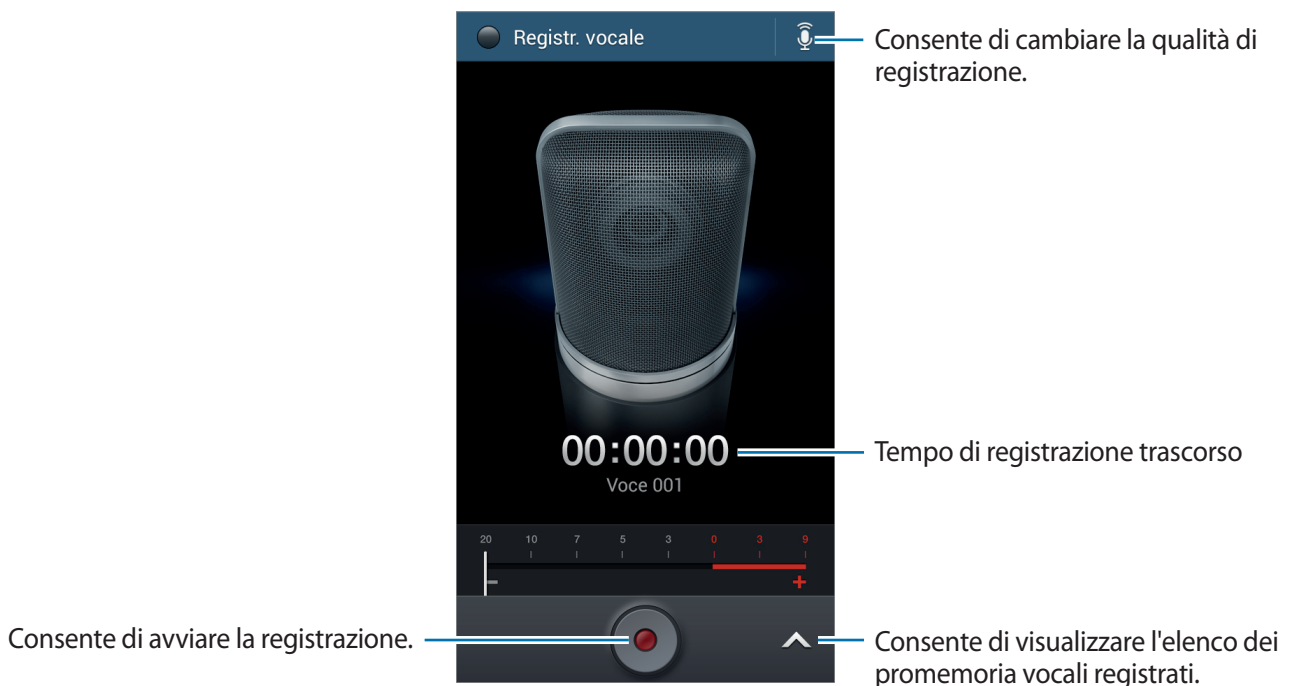 Registr. vocale
Consente di cambiare la qualità di
registrazione.
00:00:00
Tempo di registrazione trascorso
Voce 001
20 10 7 5 3 0 3 9
- +
Consente di avviare la registrazione.
Consente di visualizzare l'elenco dei
promemoria vocali registrati.